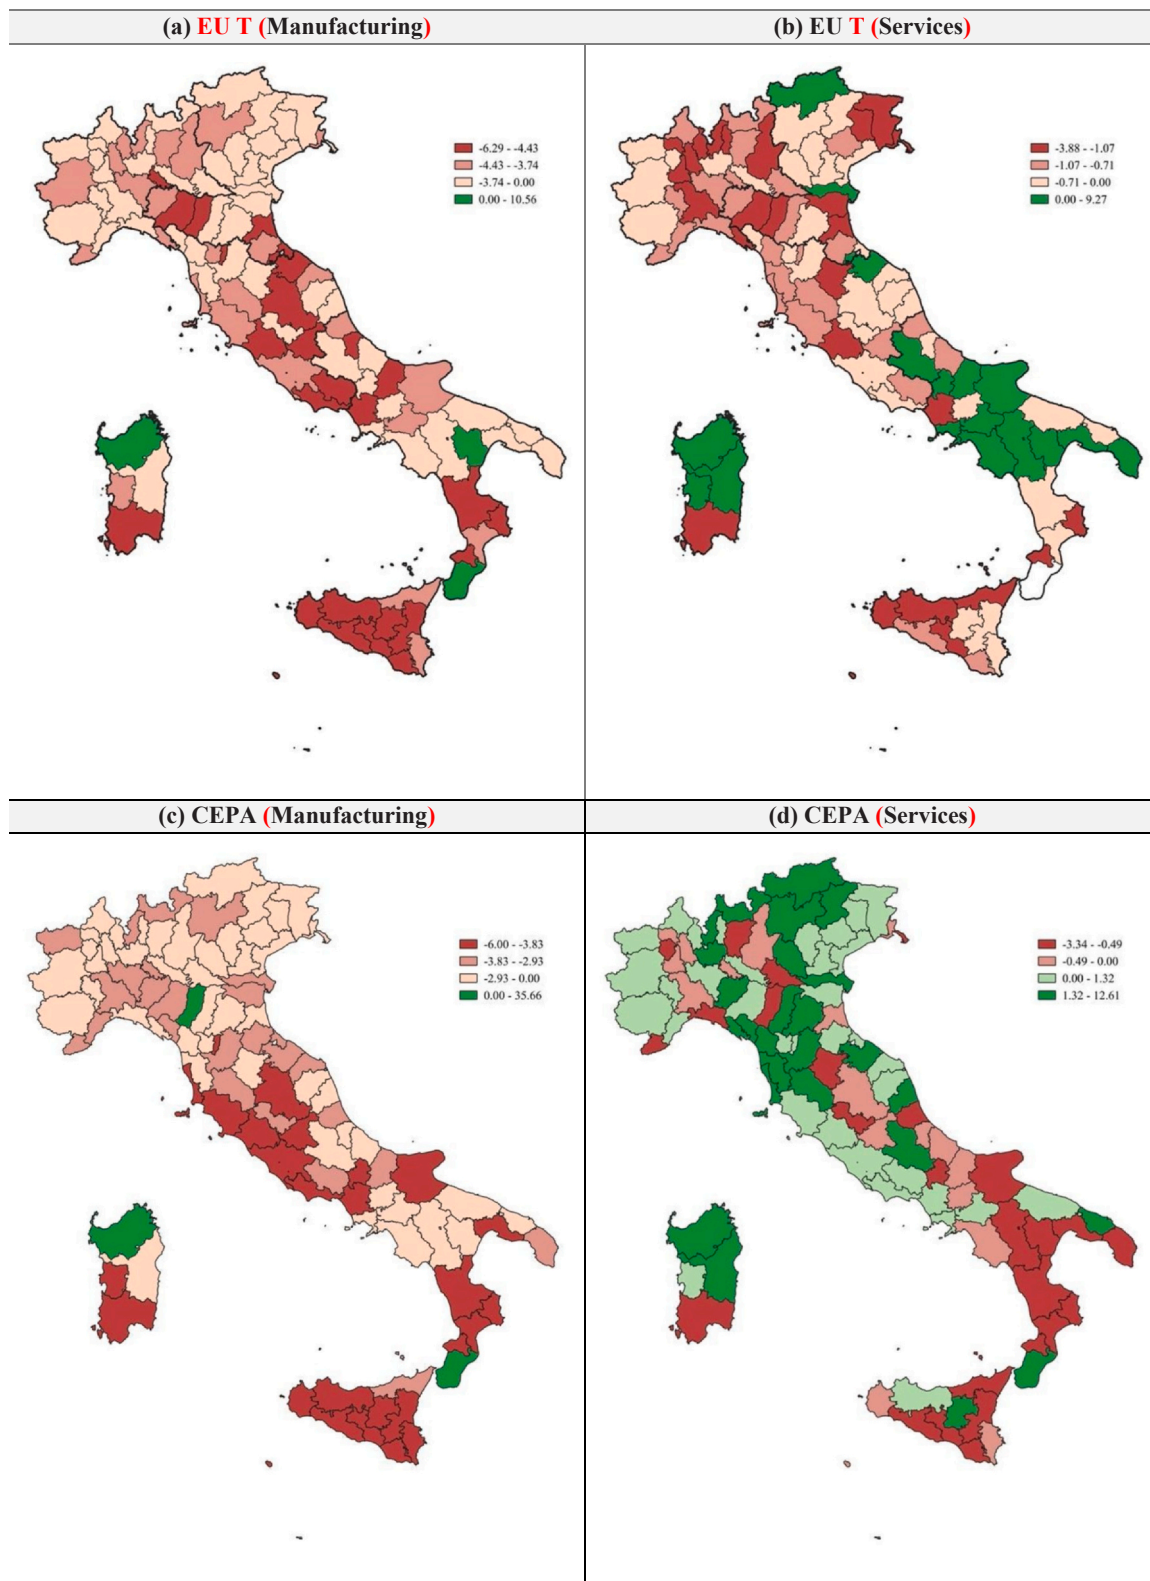 (a) EU T (Manufacturing)
(b) EU T (Services)
-6.29 - -4.43
-4.43 - -3.74
-3.74 - 0.00
0.00 - 10.56
-3.88 - -1.07
-1.07 - -0.71
-0.71 - 0.00
0.00 - 9.27
(c) CEPA (Manufacturing)
(d) CEPA (Services)
-6.00 - -3.83
-3.83 - -2.93
-2.93 - 0.00
0.00 - 35.66
-3.34 - -0.49
-0.49 - 0.00
0.00 - 1.32
1.32 - 12.61